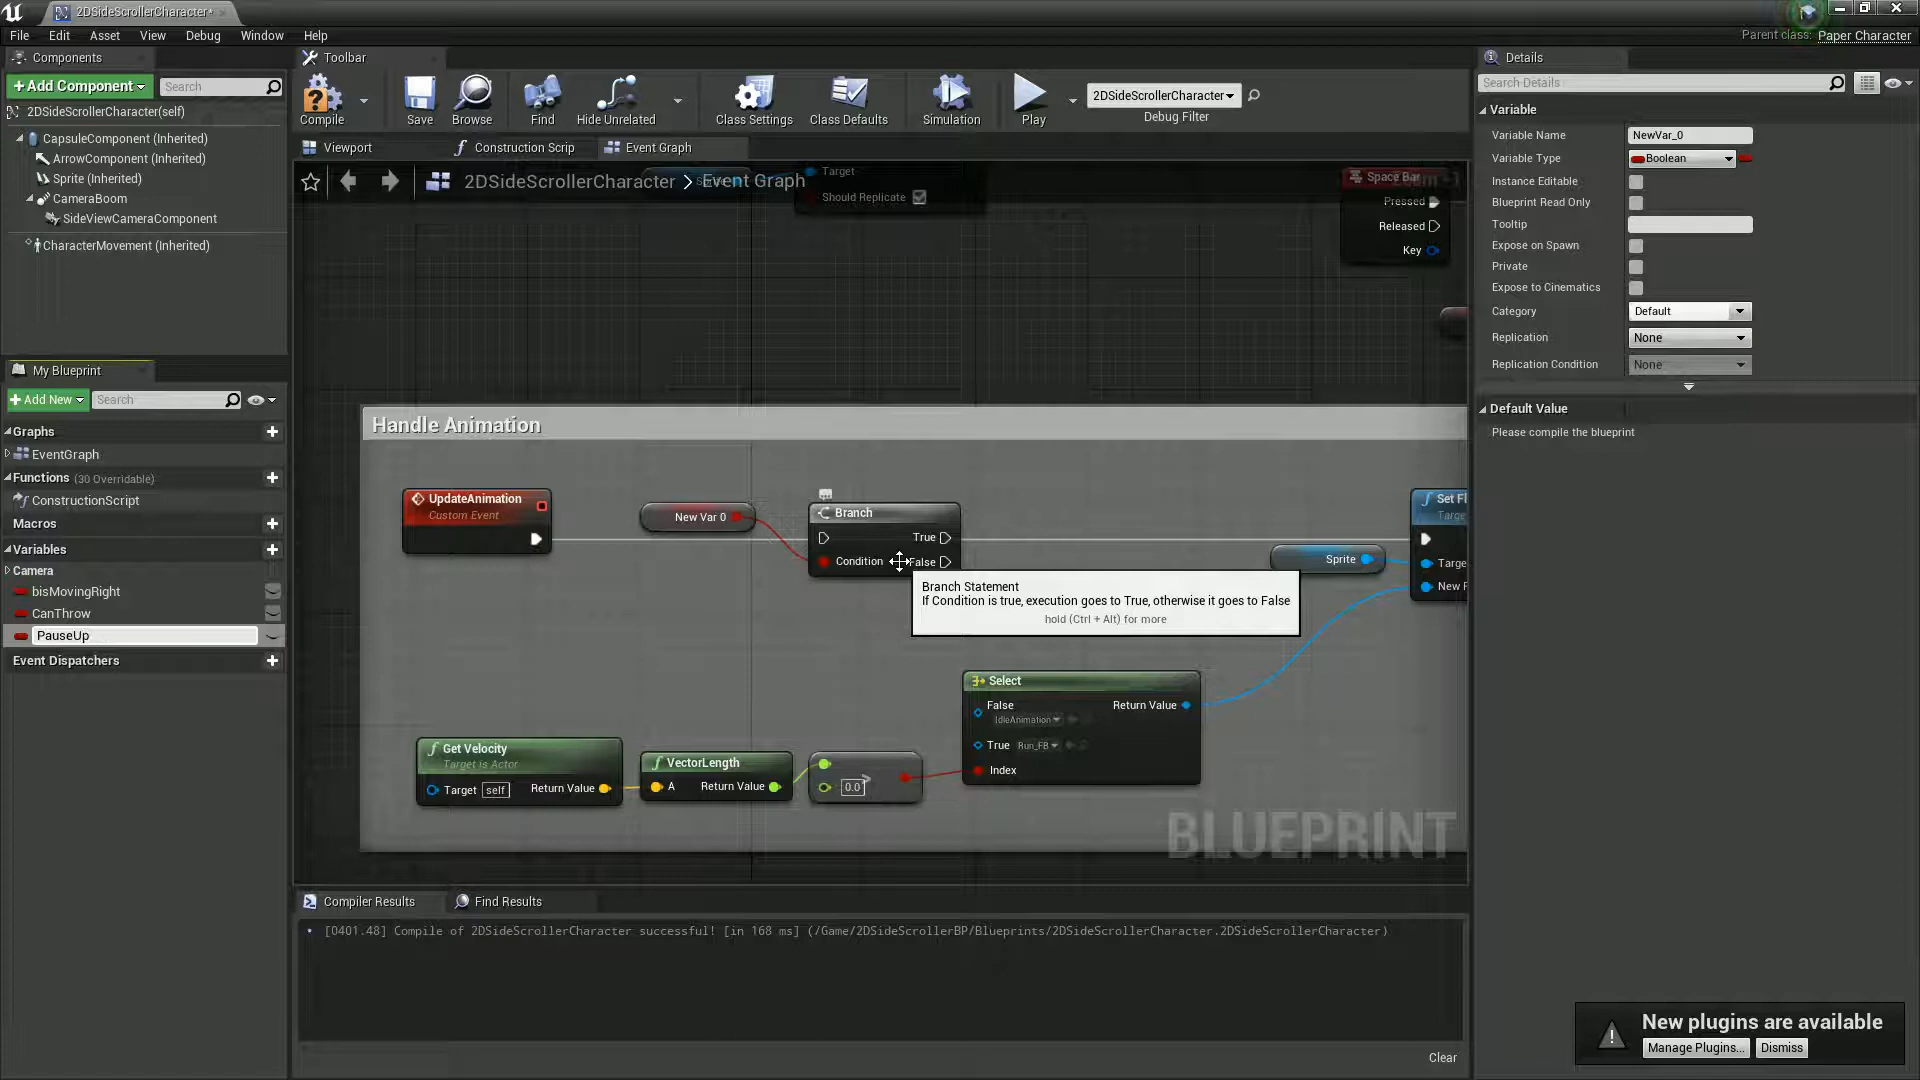 2DSideScrollerCharacter*
File Edit Asset View Debug Window Help
Parent class: Paper Character
Components
+ Add Component
Search
2DSideScrollerCharacter(self)
CapsuleComponent (Inherited)
ArrowComponent (Inherited)
Sprite (Inherited)
CameraBoom
SideViewCameraComponent
CharacterMovement (Inherited)
My Blueprint
+ Add New
Search
Graphs
EventGraph
Functions (30 Overridable)
ConstructionScript
Macros
Variables
Camera
bisMovingRight
CanThrow
PauseUp
Event Dispatchers
Toolbar
Compile
Save
Browse
Find
Hide Unrelated
Class Settings
Class Defaults
Simulation
Play
2DSideScrollerCharacter
Debug Filter
Viewport
Construction Scrip
Event Graph
2DSideScrollerCharacter > Event Graph
Target
Should Replicate
Space Bar
Pressed
Released
Key
Handle Animation
UpdateAnimation
Custom Event
New Var 0
Branch
True
Condition
False
Branch Statement
If Condition is true, execution goes to True, otherwise it goes to False
hold (Ctrl + Alt) for more
Sprite
Set Fl
Targe
Targe
New F
Select
False
IdleAnimation
Return Value
True Run_FB
Index
Get Velocity
Target is Actor
Target self Return Value
VectorLength
A Return Value
0.0
>
BLUEPRINT
Compiler Results
Find Results
[0401.48] Compile of 2DSideScrollerCharacter successful! [in 168 ms] (/Game/2DSideScrollerBP/Blueprints/2DSideScrollerCharacter.2DSideScrollerCharacter)
Clear
Details
Search Details
Variable
Variable Name NewVar_0
Variable Type Boolean
Instance Editable
Blueprint Read Only
Tooltip
Expose on Spawn
Private
Expose to Cinematics
Category Default
Replication None
Replication Condition None
Default Value
Please compile the blueprint
New plugins are available
Manage Plugins... Dismiss